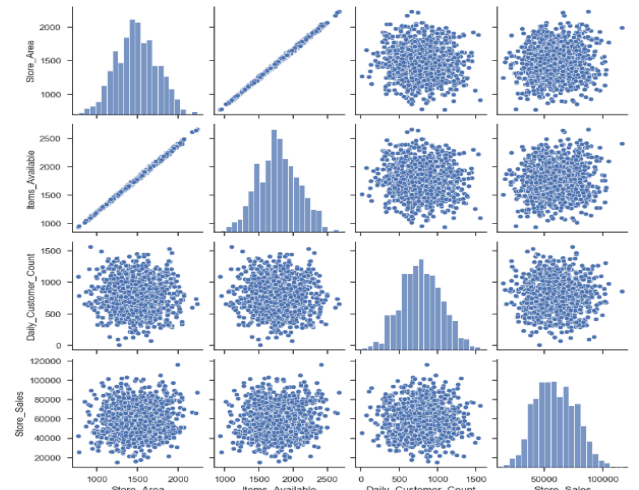 Store_Area
2000
1500
1000
Items_Available
2500
2000
1500
1000
Daily_Customer_Count
1500
1000
500
0
Store_Sales
120000
100000
80000
60000
40000
20000
1000 1500 2000 1000 1500 2000 2500 0 500 1000 1500 50000 100000
Store_Area Items_Available Daily_Customer_Count Store_Sales